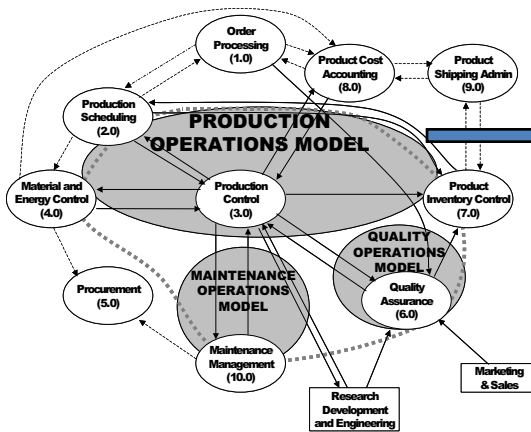 Order
Processing
(1.0)
Product Cost
Accounting
(8.0)
Product
Shipping Admin
(9.0)
Production
Scheduling
(2.0)
PRODUCTION
OPERATIONS MODEL
Material and
Energy Control
(4.0)
Production
Control
(3.0)
Product
Inventory Control
(7.0)
QUALITY
OPERATIONS
MODEL
MAINTENANCE
OPERATIONS
MODEL
Procurement
(5.0)
Quality
Assurance
(6.0)
Maintenance
Management
(10.0)
Marketing
& Sales
Research
Development
and Engineering